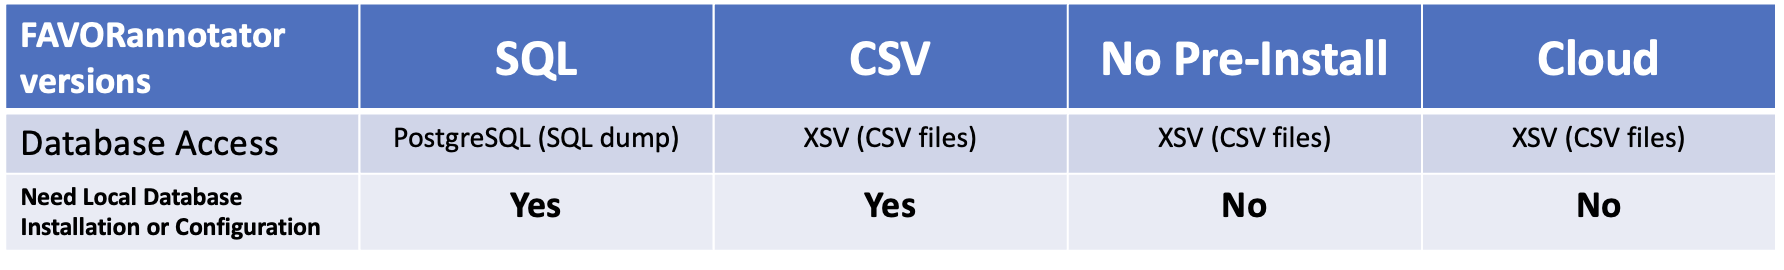 FAVORannotator
versions
SQL
CSV
No Pre-Install
Cloud
Database Access
PostgreSQL (SQL dump)
XSV (CSV files)
XSV (CSV files)
XSV (CSV files)
Need Local Database
Installation or Configuration
Yes
Yes
No
No